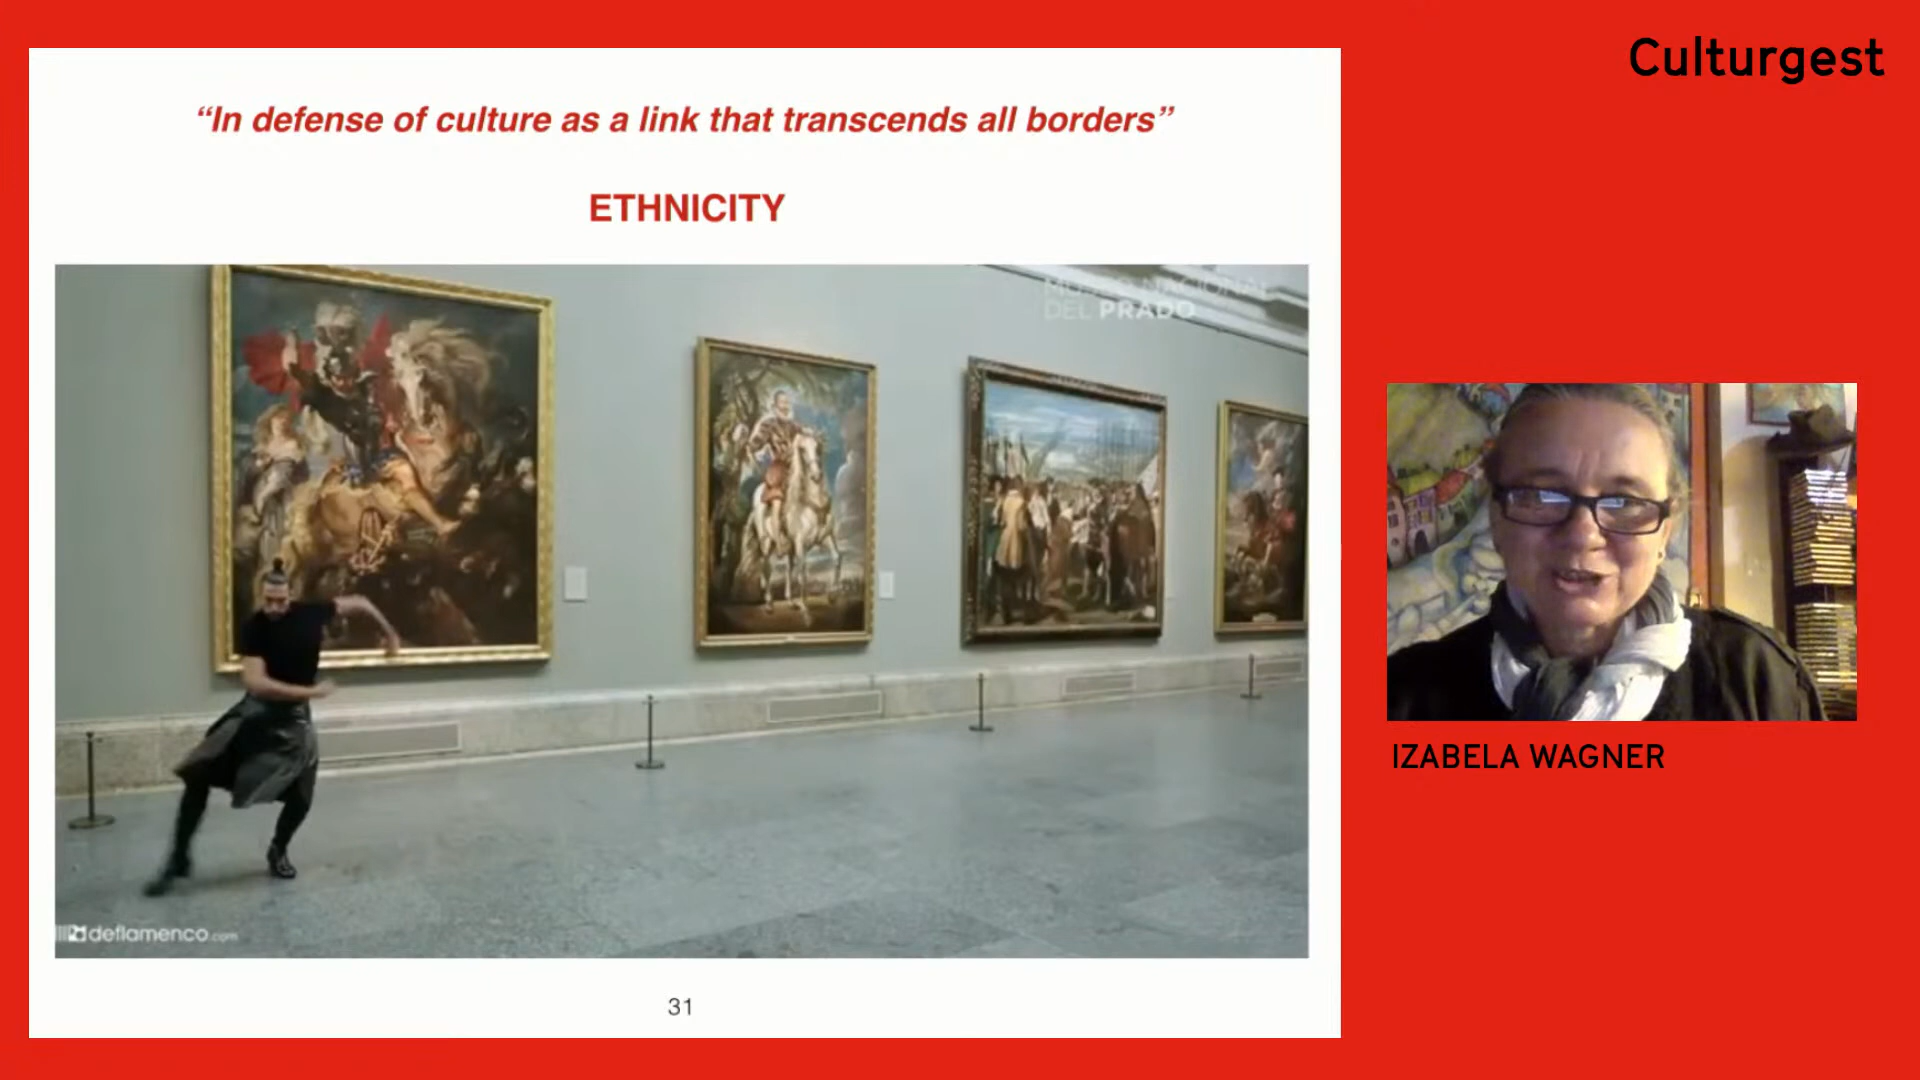 Culturgest
“In defense of culture as a link that transcends all borders”
ETHNICITY
MUSEO NACIONAL
DEL PRADO
deflamenco.com
31
IZABELA WAGNER